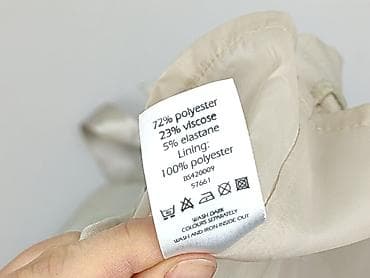 72% polyester
23% viscose
5% elastane
Lining:
100% polyester
BS420009
57661
WASH DARK
COLOURS SEPARATELY
WASH AND IRON INSIDE OUT